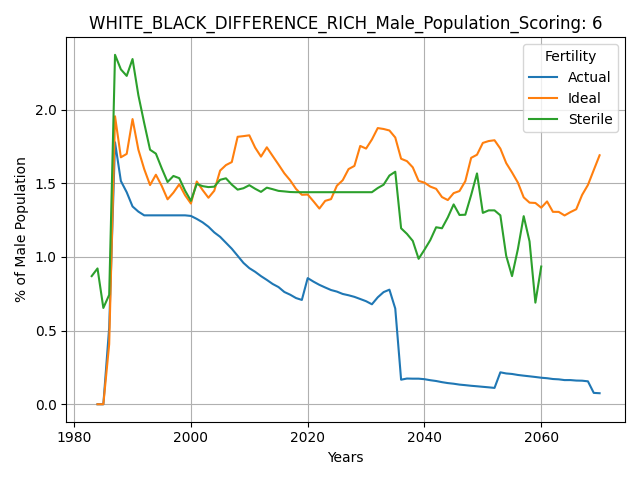 WHITE_BLACK_DIFFERENCE_RICH_Male_Population_Scoring: 6
Fertility
Actual
Ideal
Sterile
% of Male Population
2.0
1.5
1.0
0.5
0.0
1980
2000
2020
2040
2060
Years